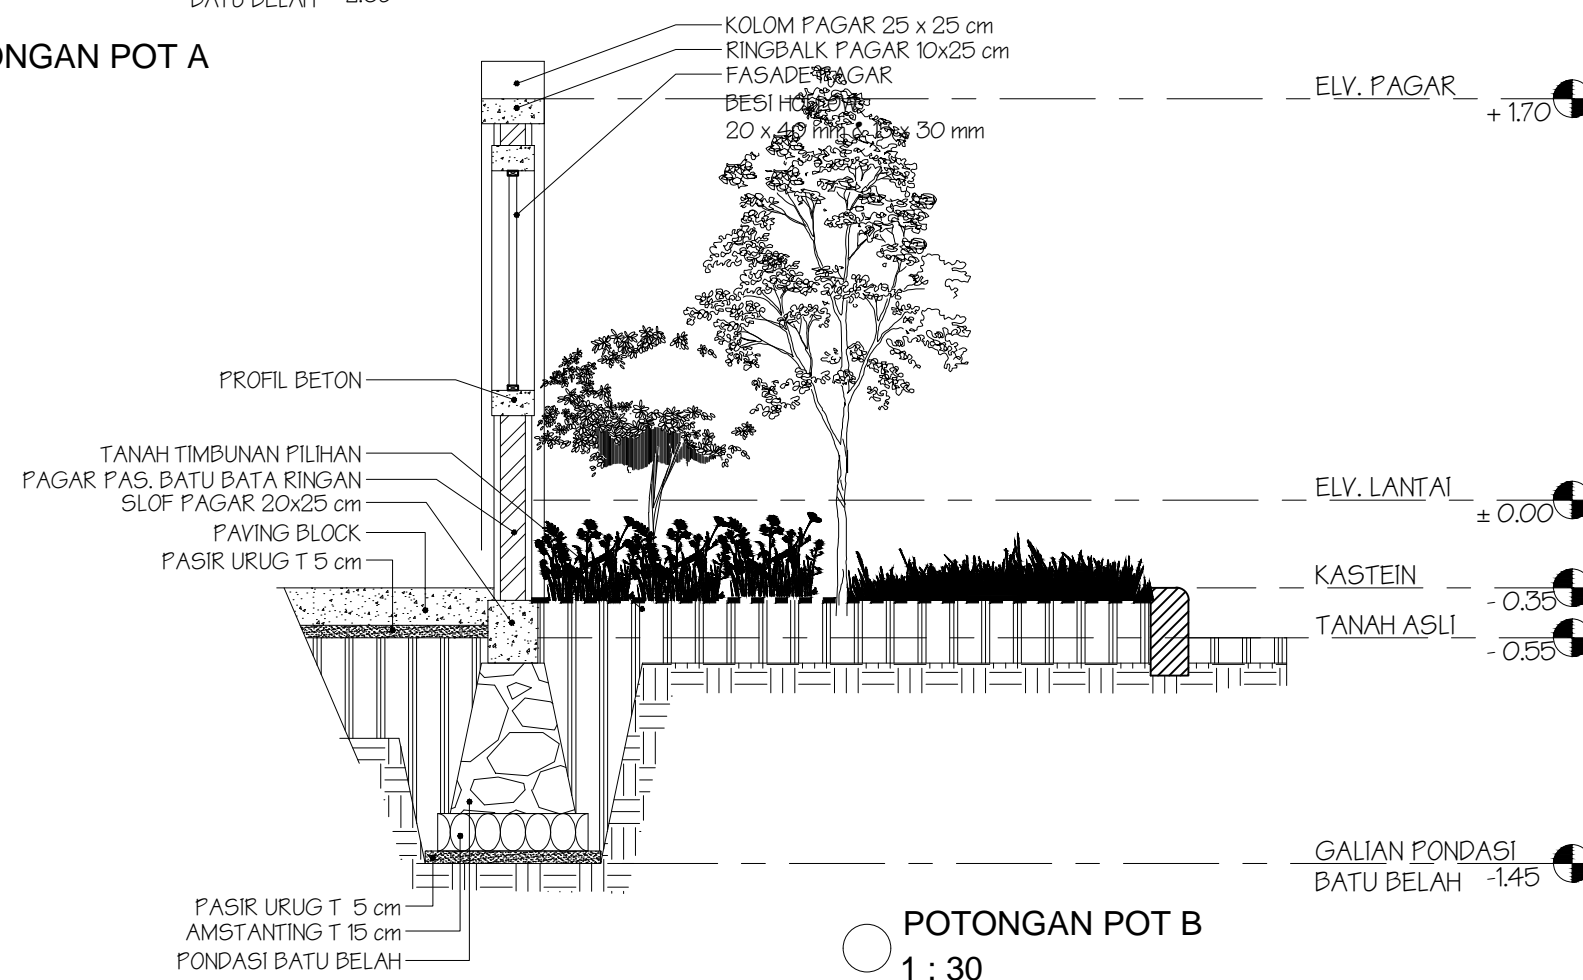 BATU BELAH
ONGAN POT A
KOLOM PAGAR 25 x 25 cm
RINGBALK PAGAR 10x25 cm
FASADE PAGAR
BESI HOLLOW
20 x 40 mm & 15 x 30 mm
ELV. PAGAR
+ 1.70
PROFIL BETON
TANAH TIMBUNAN PILIHAN
PAGAR PAS. BATU BATA RINGAN
SLOF PAGAR 20x25 cm
PAVING BLOCK
PASIR URUG T 5 cm
ELV. LANTAI
± 0.00
KASTEIN
- 0.35
TANAH ASLI
- 0.55
GALIAN PONDASI
BATU BELAH -1.45
PASIR URUG T 5 cm
AMSTANTING T 15 cm
PONDASI BATU BELAH
POTONGAN POT B
1 : 30